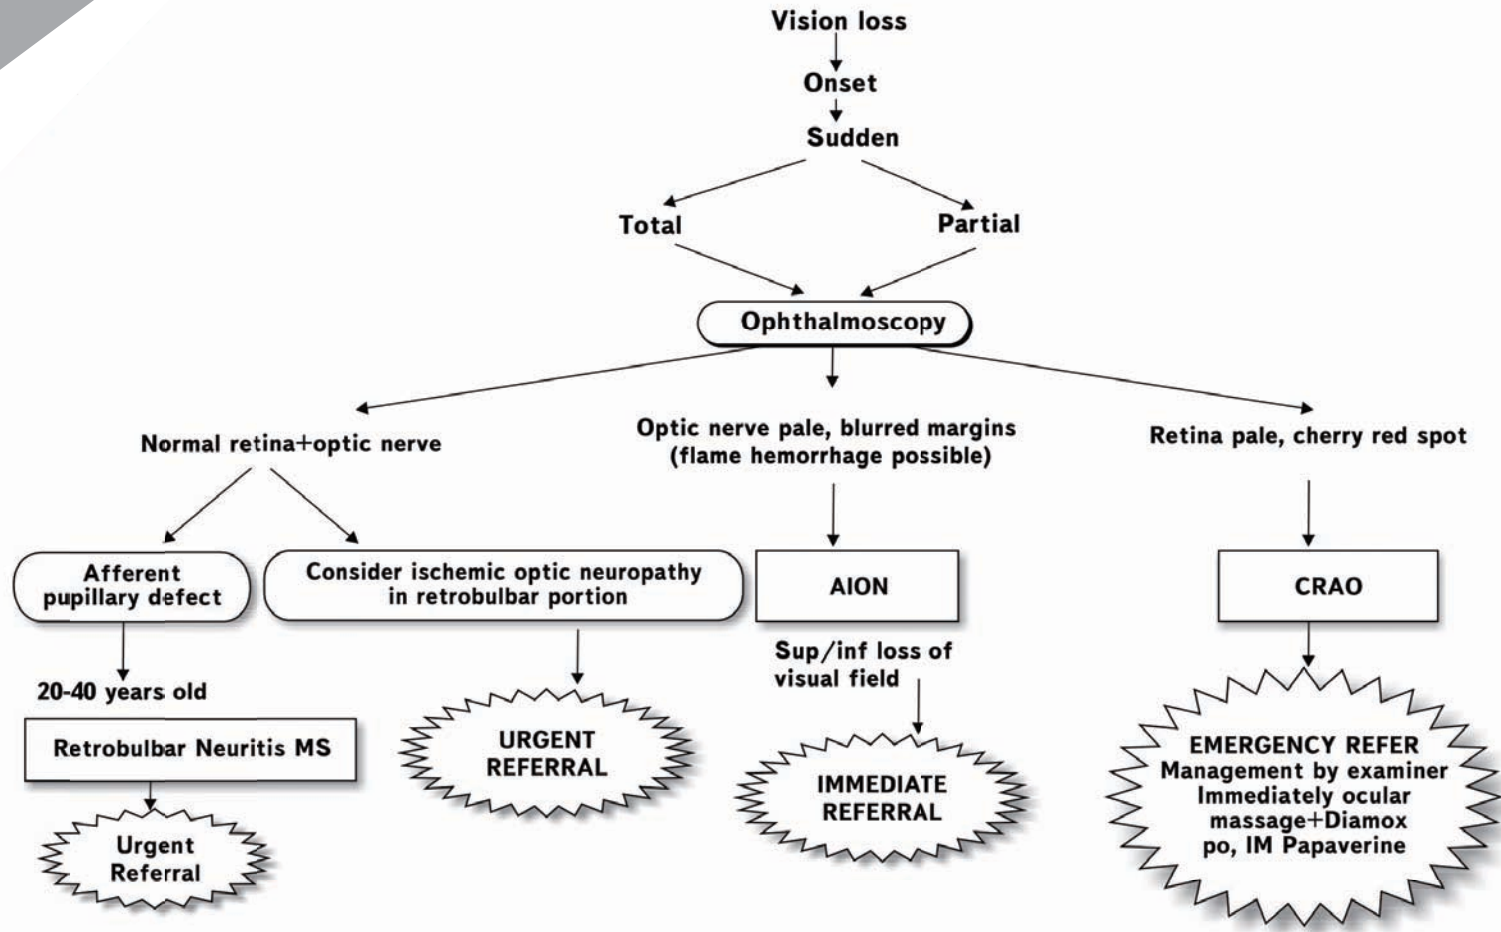 Vision loss
Onset
Sudden
Total
Partial
Ophthalmoscopy
Normal retina+optic nerve
Optic nerve pale, blurred margins
(flame hemorrhage possible)
Retina pale, cherry red spot
Afferent
pupillary defect
Consider ischemic optic neuropathy
in retrobulbar portion
AION
CRAO
20-40 years old
Retrobulbar Neuritis MS
Urgent
Referral
URGENT
REFERRAL
Sup/inf loss of
visual field
IMMEDIATE
REFERRAL
EMERGENCY REFER
Management by examiner
Immediately ocular
massage+Diamox
po, IM Papaverine